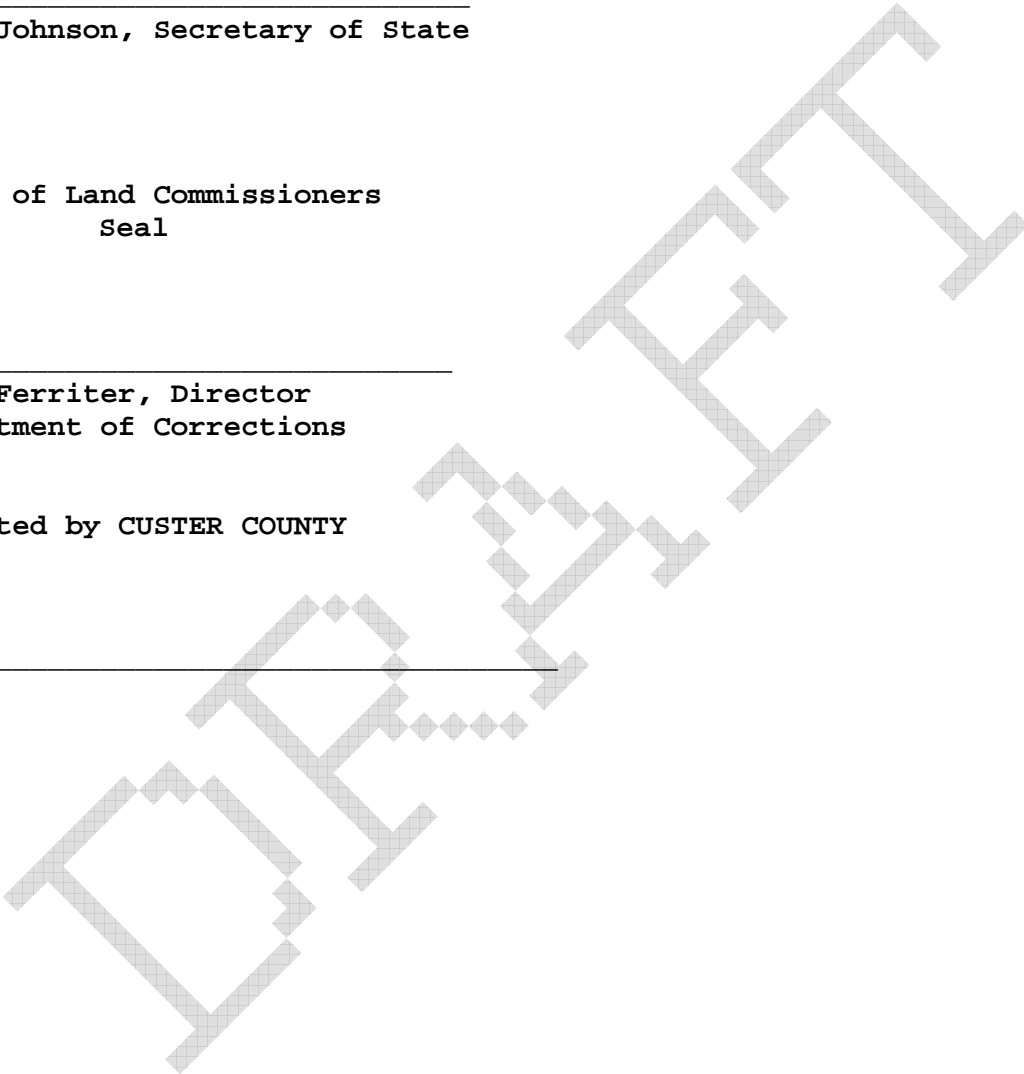 Johnson, Secretary of State
of Land Commissioners
Seal
Ferriter, Director
tment of Corrections
ted by CUSTER COUNTY
DRAFT